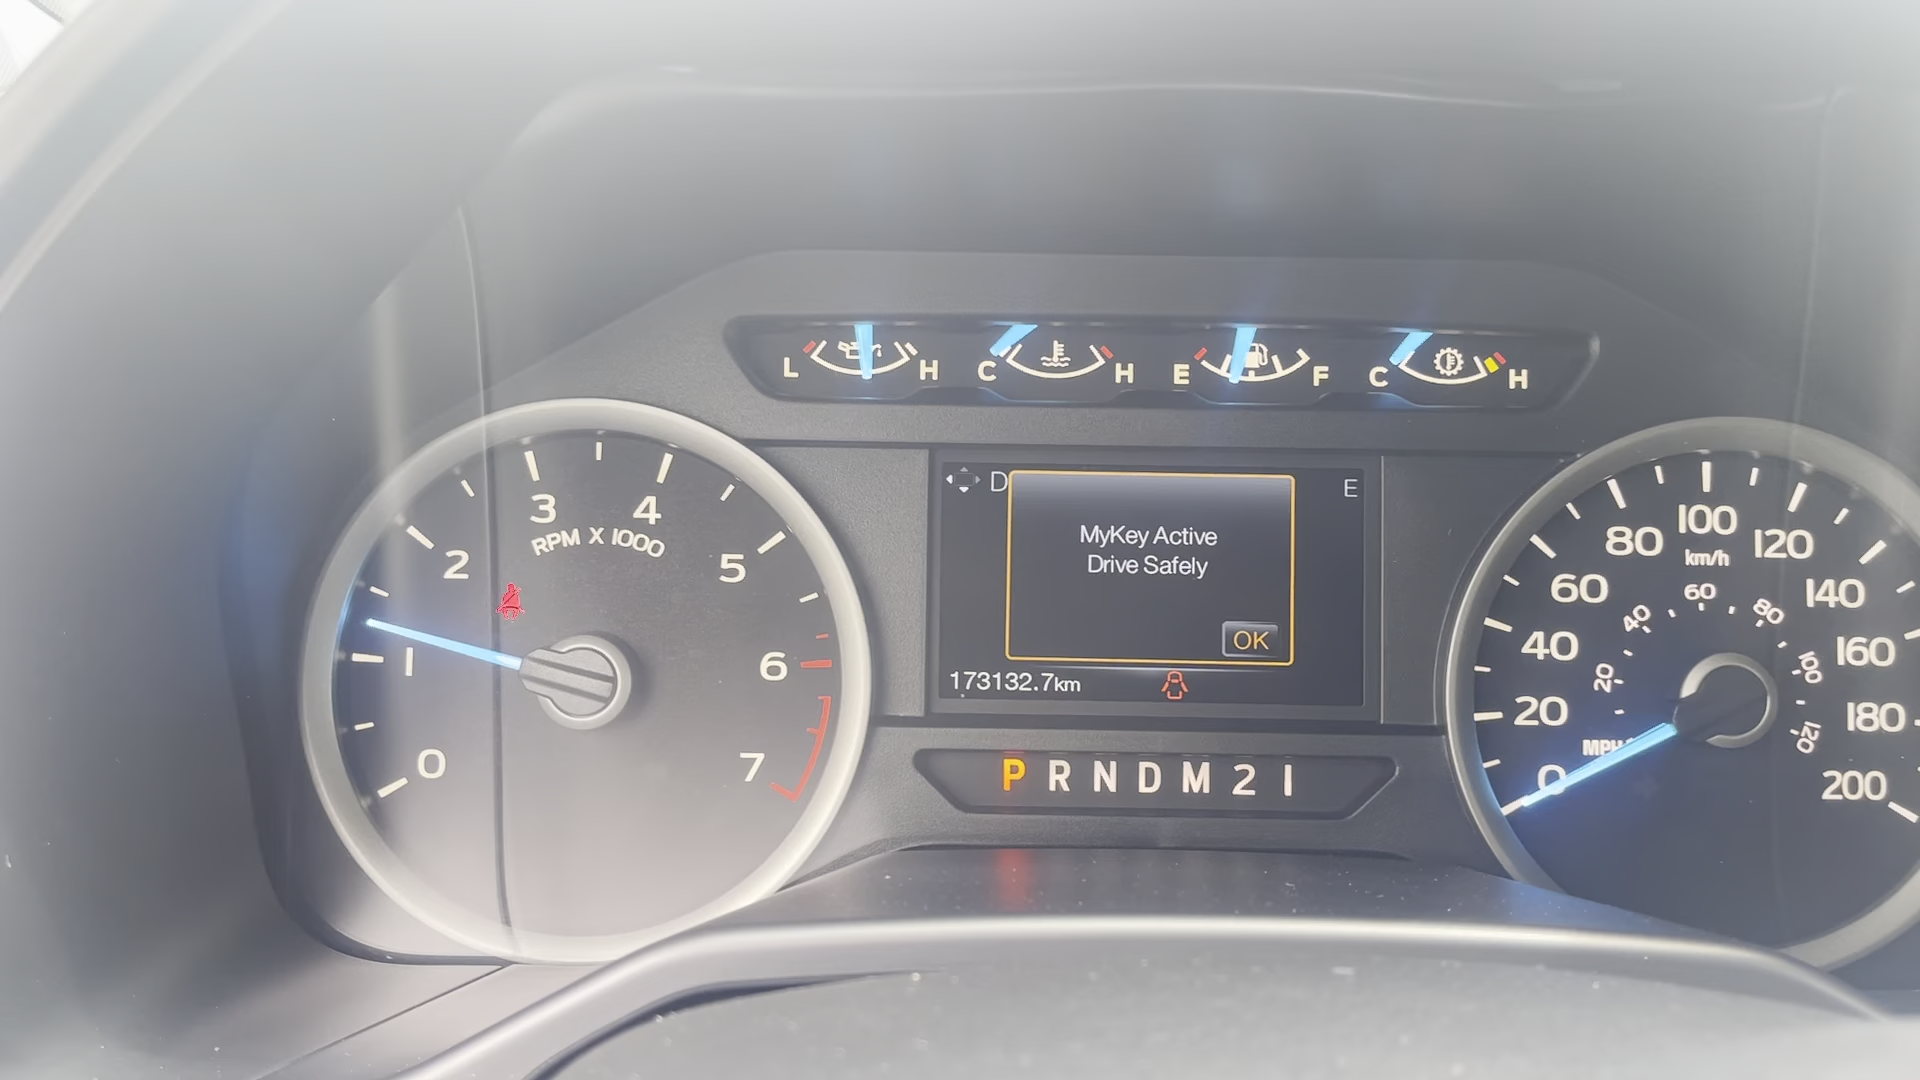 L H C H E F C H
D E
MyKey Active
Drive Safely
OK
173132.7km
P R N D M 2 1
0 1 2 3 4 5 6 7
RPM X 1000
0 20 40 60 80 100 120 140 160 180 200
km/h
20 40 60 80 100 120
MPH